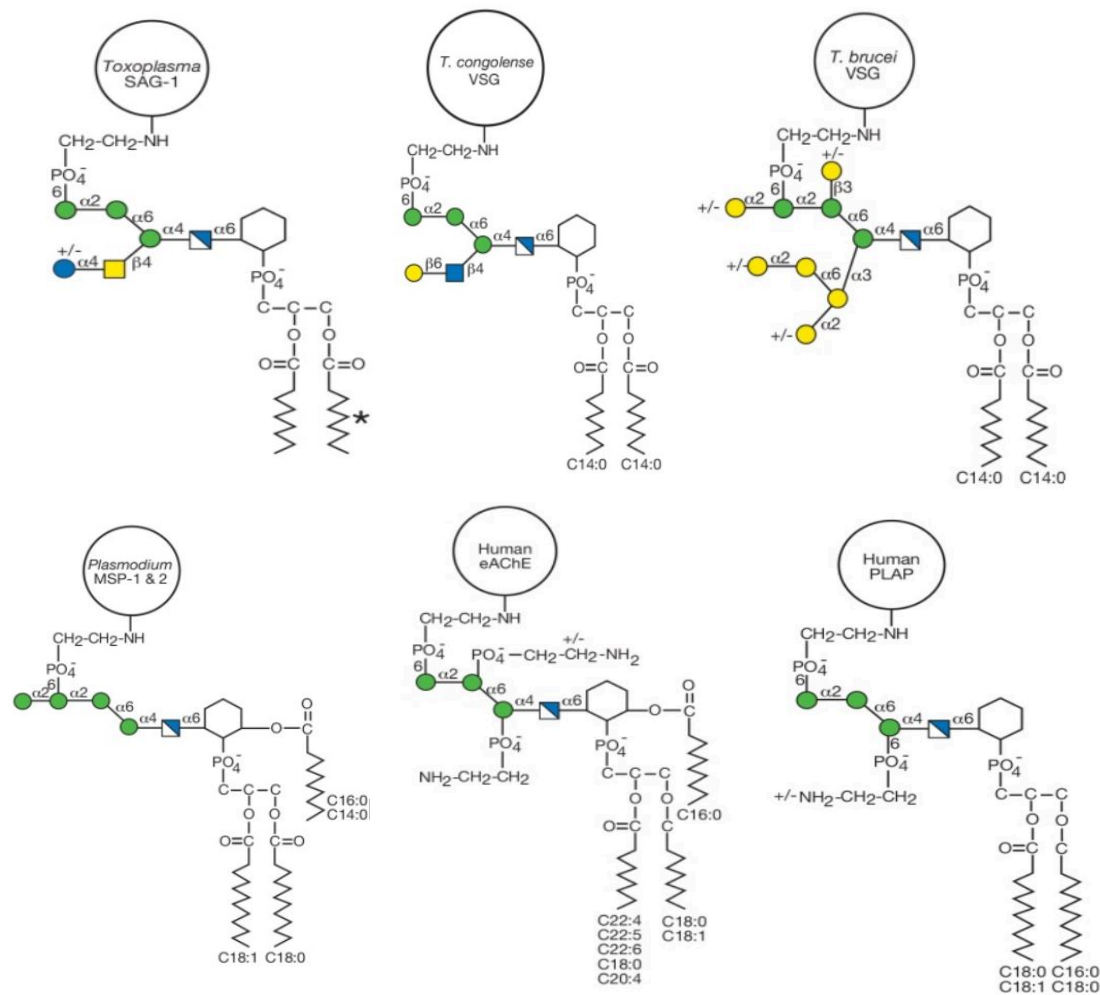 Toxoplasma
SAG-1
CH2-CH2-NH
PO4-
6
α2
α6
α4
α6
+/-
α4
β4
PO4-
C C C
O O
O=C C=O
*
T. congolense
VSG
CH2-CH2-NH
PO4-
6
α2
α6
α4
α6
β6
β4
PO4-
C C C
O O
O=C C=O
C14:0 C14:0
T. brucei
VSG
CH2-CH2-NH
+/-
PO4-
β3
6
+/- α2 α2
α6
α4
α6
+/- α2
α6
α3
+/- α2
PO4-
C C C
O O
O=C C=O
C14:0 C14:0
Plasmodium
MSP-1 & 2
CH2-CH2-NH
PO4-
6
α2 α2
α6
α4
α6
O C
O
PO4-
C C C
O O
O=C C=O
C16:0
C14:0
C18:1 C18:0
Human
eAChE
CH2-CH2-NH
+/-
PO4-
PO4- -CH2-CH2-NH2
6
α2
α6
α4
α6
O C
O
PO4-
NH2-CH2-CH2
PO4-
C C C
O O
O=C C
C16:0
C22:4
C22:5
C22:6
C18:0
C20:4
C18:0
C18:1
Human
PLAP
CH2-CH2-NH
PO4-
6
α2
α6
α4
α6
6
PO4-
+/-NH2-CH2-CH2
PO4-
C C C
O O
O=C C
C18:0 C16:0
C18:1 C18:0